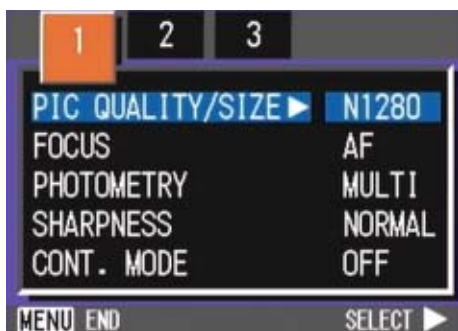 1 2 3
PIC QUALITY/SIZE▶ N1280
FOCUS AF
PHOTOMETRY MULTI
SHARPNESS NORMAL
CONT. MODE OFF
MENU END SELECT ▶